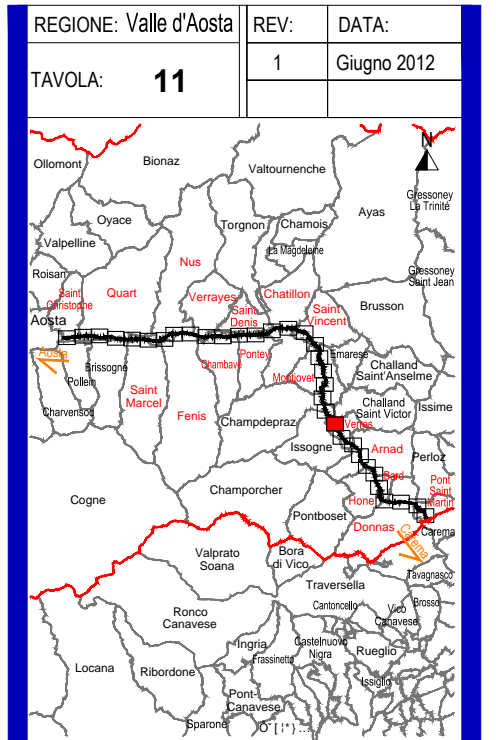 REGIONE: Valle d'Aosta
REV:
DATA:
TAVOLA: 11
1
Giugno 2012
N
Ollomont
Bionaz
Valtournenche
Ayas
Gressoney
La Trinité
Oyace
Torgnon
Chamois
Valpelline
La Magdeleine
Nus
Roisan
Gressoney
Saint Jean
Saint
Christophe
Quart
Verrayes
Chatillon
Brusson
Saint
Denis
Saint
Vincent
Aosta
Aosta
Brissogne
Chambave
Pontey
Emarese
Pollein
Montjovet
Challand
Saint'Anselme
Saint
Marcel
Charvensod
Fenis
Champdepraz
Challand
Saint Victor
Issime
Verres
Issogne
Arnad
Perloz
Bard
Pont
Saint
Martin
Cogne
Champorcher
Hone
Pontboset
Donnas
Carema
Carema
Valprato
Soana
Bora
di Vico
Tavagnasco
Traversella
Ronco
Canavese
Cantoncello
Vico
Canavese
Brosso
Ingria
Castelnuovo
Nigra
Rueglio
Frassinetto
Locana
Ribordone
Issiglio
Pont-
Canavese
Sparone